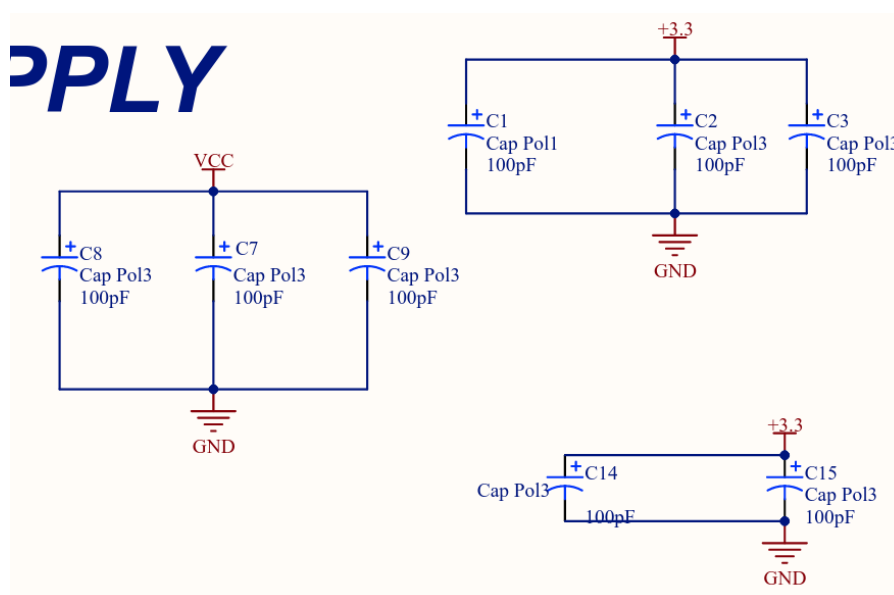 PPLY
+3.3
C1
Cap Pol1
100pF
C2
Cap Pol3
100pF
C3
Cap Pol3
100pF
GND
VCC
C8
Cap Pol3
100pF
C7
Cap Pol3
100pF
C9
Cap Pol3
100pF
GND
+3.3
C14
Cap Pol3
100pF
C15
Cap Pol3
100pF
GND